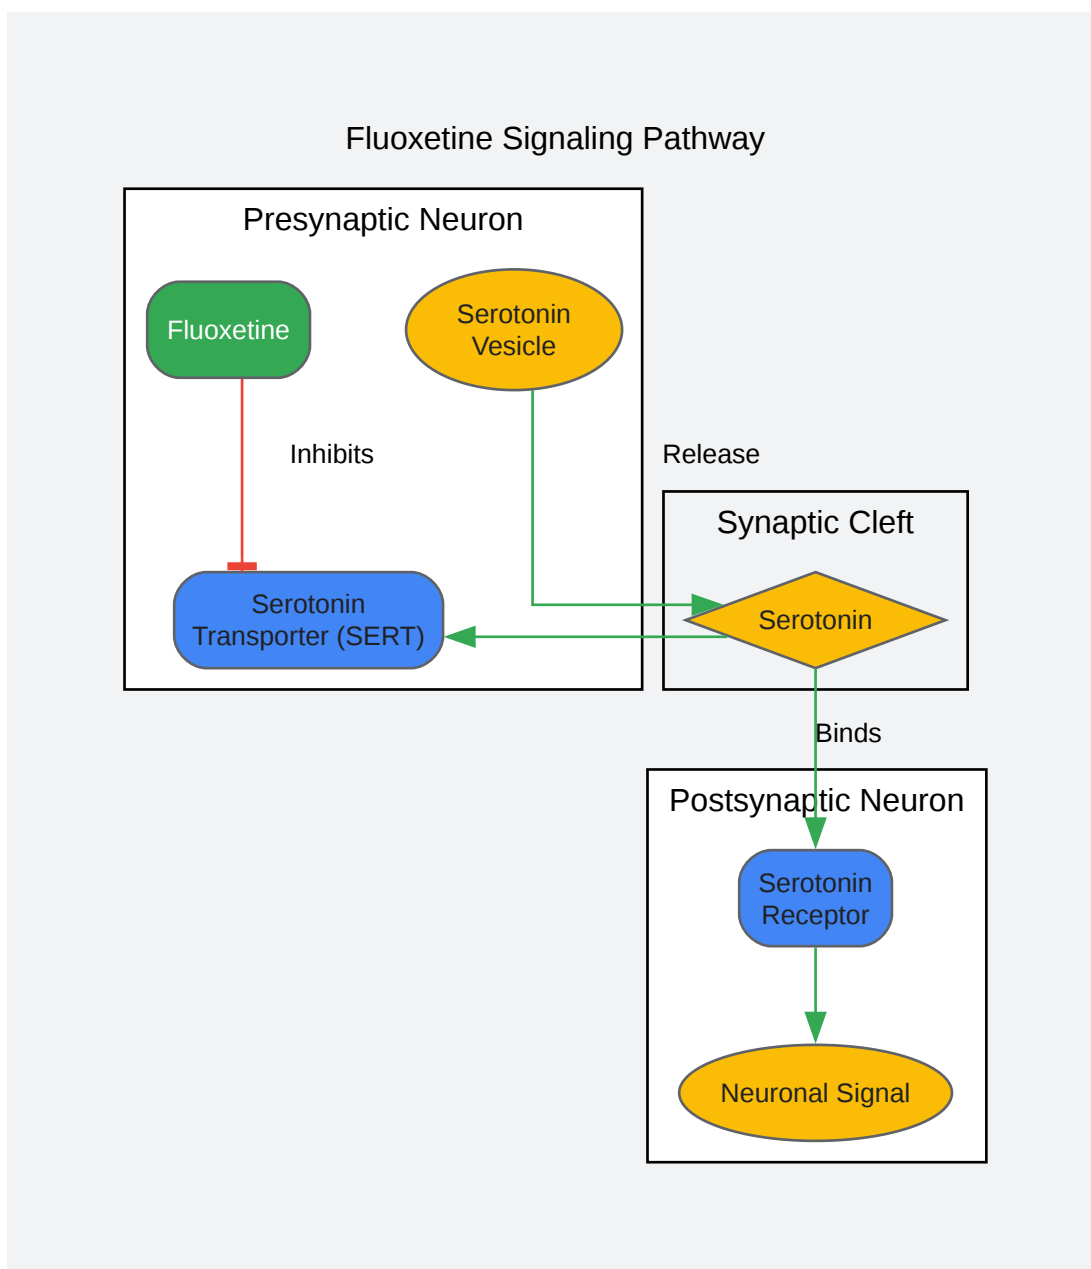 Fluoxetine Signaling Pathway
Presynaptic Neuron
Fluoxetine
Serotonin
Vesicle
Inhibits
Release
Synaptic Cleft
Serotonin
Transporter (SERT)
Serotonin
Binds
Postsynaptic Neuron
Serotonin
Receptor
Neuronal Signal